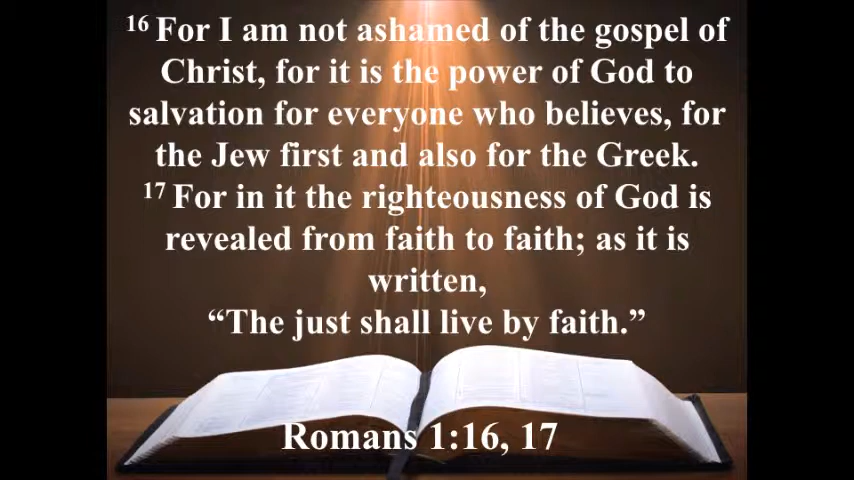 16 For I am not ashamed of the gospel of
Christ, for it is the power of God to
salvation for everyone who believes, for
the Jew first and also for the Greek.
17 For in it the righteousness of God is
revealed from faith to faith; as it is
written,
“The just shall live by faith.”
Romans 1:16, 17